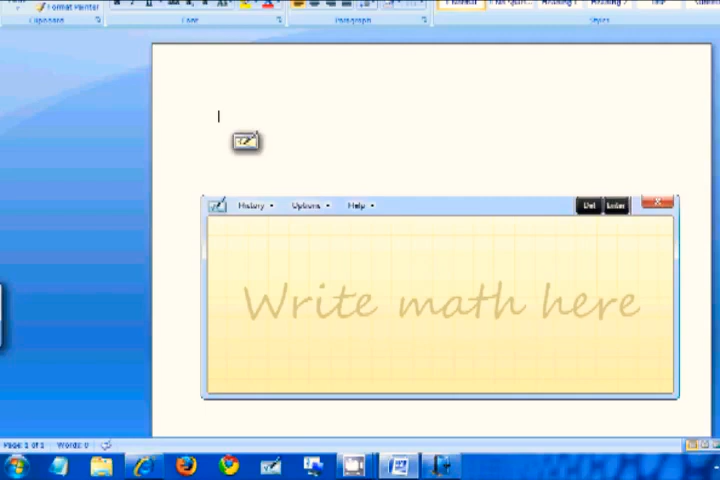 Format Painter
Clipboard Font Paragraph Styles
History Options Help Del Enter
Write math here
Page: 1 of 1 Words: 0